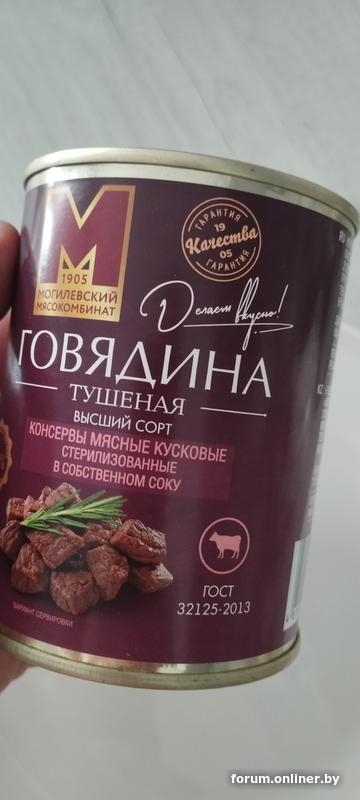 М
1905
МОГИЛЕВСКИЙ
МЯСОКОМБИНАТ
ГАРАНТИЯ
19
Качества
05
ГАРАНТИЯ
Делаем вкусно!
ГОВЯДИНА
ТУШЕНАЯ
ВЫСШИЙ СОРТ
КОНСЕРВЫ МЯСНЫЕ КУСКОВЫЕ
СТЕРИЛИЗОВАННЫЕ
В СОБСТВЕННОМ СОКУ
ГОСТ
32125-2013
ВАРИАНТ СЕРВИРОВКИ
KZ
forum.onliner.by